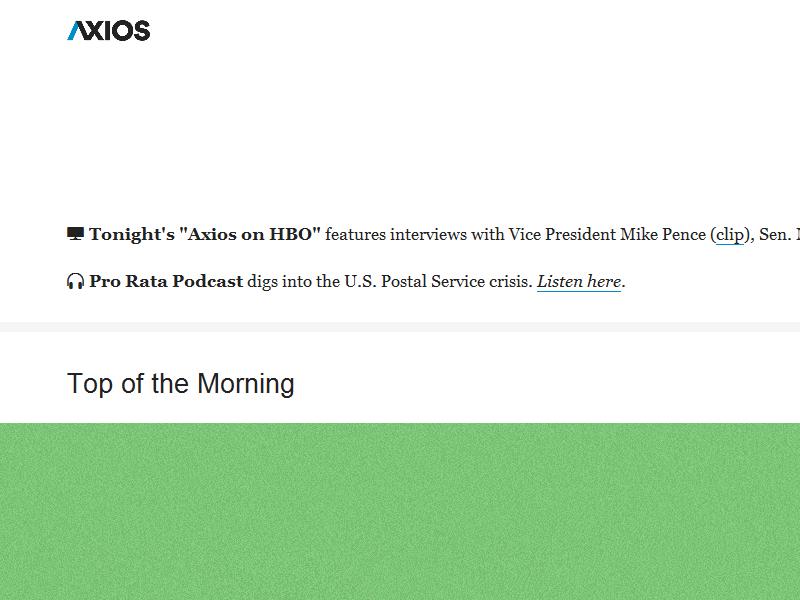 AXIOS
Tonight's "Axios on HBO" features interviews with Vice President Mike Pence (clip), Sen.
Pro Rata Podcast digs into the U.S. Postal Service crisis. Listen here.
Top of the Morning